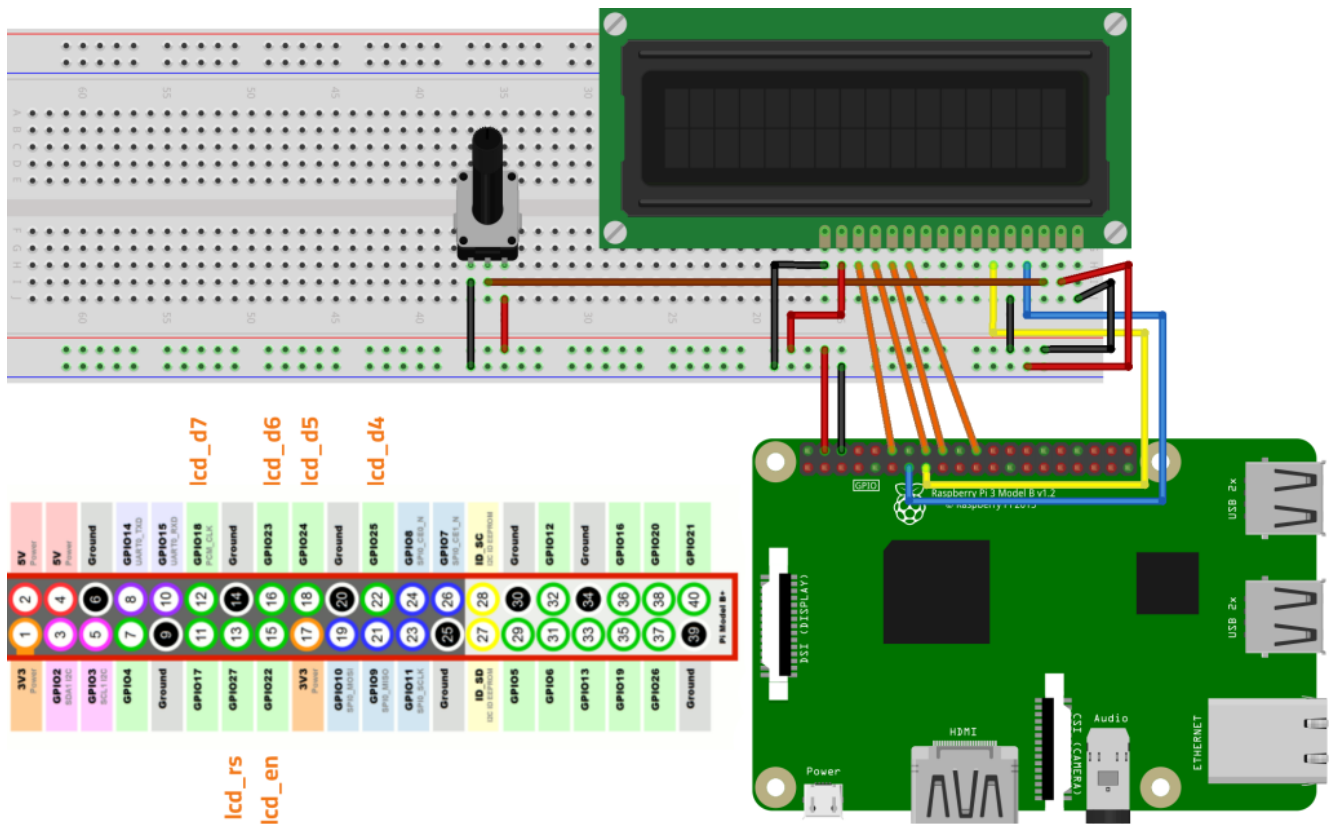 60
55
50
45
40
35
30
A
B
C
D
E
F
G
H
I
J
60
55
50
45
40
30
25
20
lcd_d7
lcd_d6
lcd_d5
lcd_d4
5V Power
5V Power
Ground
GPIO14 UART0_TXD
GPIO15 UART0_RXD
GPIO18 PCM_CLK
Ground
GPIO23
GPIO24
Ground
GPIO25
GPIO8 SPI0_CE0_N
GPIO7 SPI0_CE1_N
ID_SC I2C ID EEPROM
Ground
GPIO12
Ground
GPIO16
GPIO20
GPIO21
2 4 6 8 10 12 14 16 18 20 22 24 26 28 30 32 34 36 38 40
1 3 5 7 9 11 13 15 17 19 21 23 25 27 29 31 33 35 37 39
Pi Model B+
3V3 Power
GPIO2 SDA1 I2C
GPIO3 SCL1 I2C
GPIO4
Ground
GPIO17
GPIO27
GPIO22
3V3 Power
GPIO10 SPI0_MOSI
GPIO9 SPI0_MISO
GPIO11 SPI0_SCLK
Ground
ID_SD I2C ID EEPROM
GPIO5
GPIO6
GPIO13
GPIO19
GPIO26
Ground
lcd_rs
lcd_en
GPIO
Raspberry Pi 3 Model B v1.2
© Raspberry Pi 2015
DSI (DISPLAY)
USB 2x
USB 2x
CSI (CAMERA)
Audio
ETHERNET
HDMI
Power